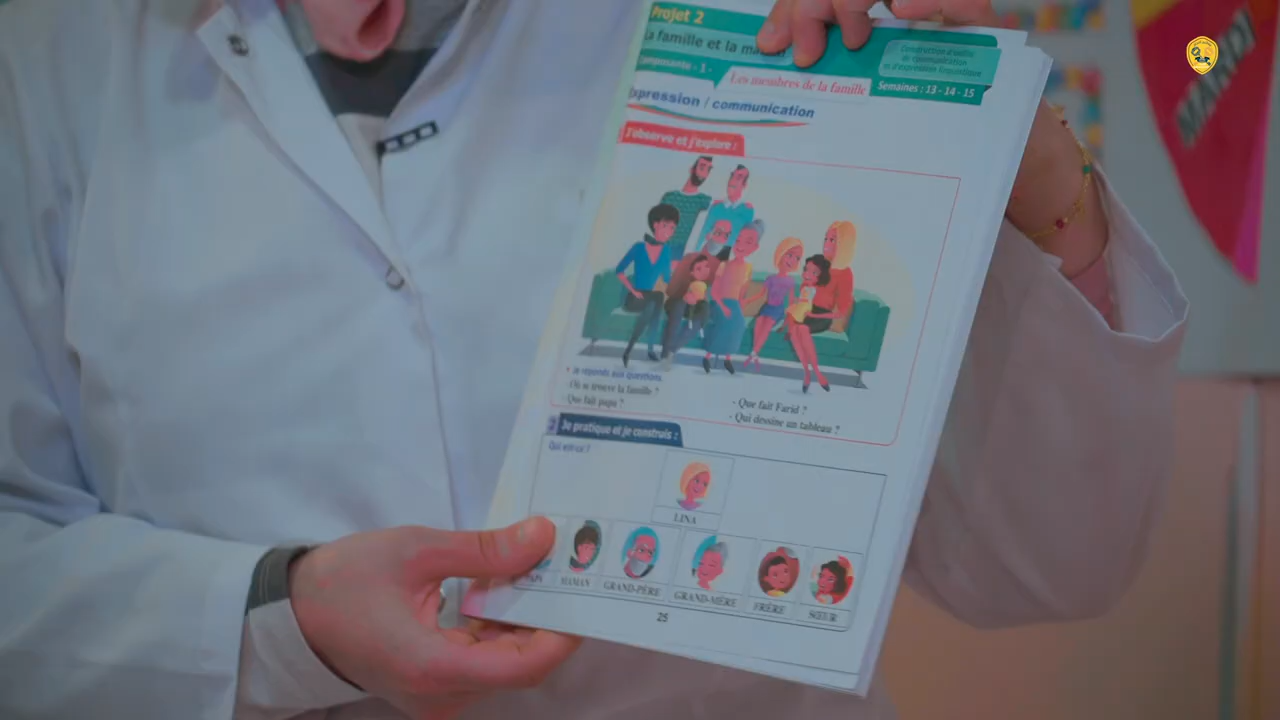 Projet 2
la famille et la
Composante - 1 -
Les membres de la famille
Construction d'outils
de communication
et d'expression linguistique
Semaines : 13 - 14 - 15
Expression / communication
J'observe et j'explore :
• Je réponds aux questions.
- Où se trouve la famille ?
- Que fait papa ?
- Que fait Farid ?
- Qui dessine un tableau ?
2 Je pratique et je construis :
Qui est-ce ?
LINA
MAMAN
GRAND-PÈRE
GRAND-MÈRE
FRÈRE
SŒUR
25
MARDI